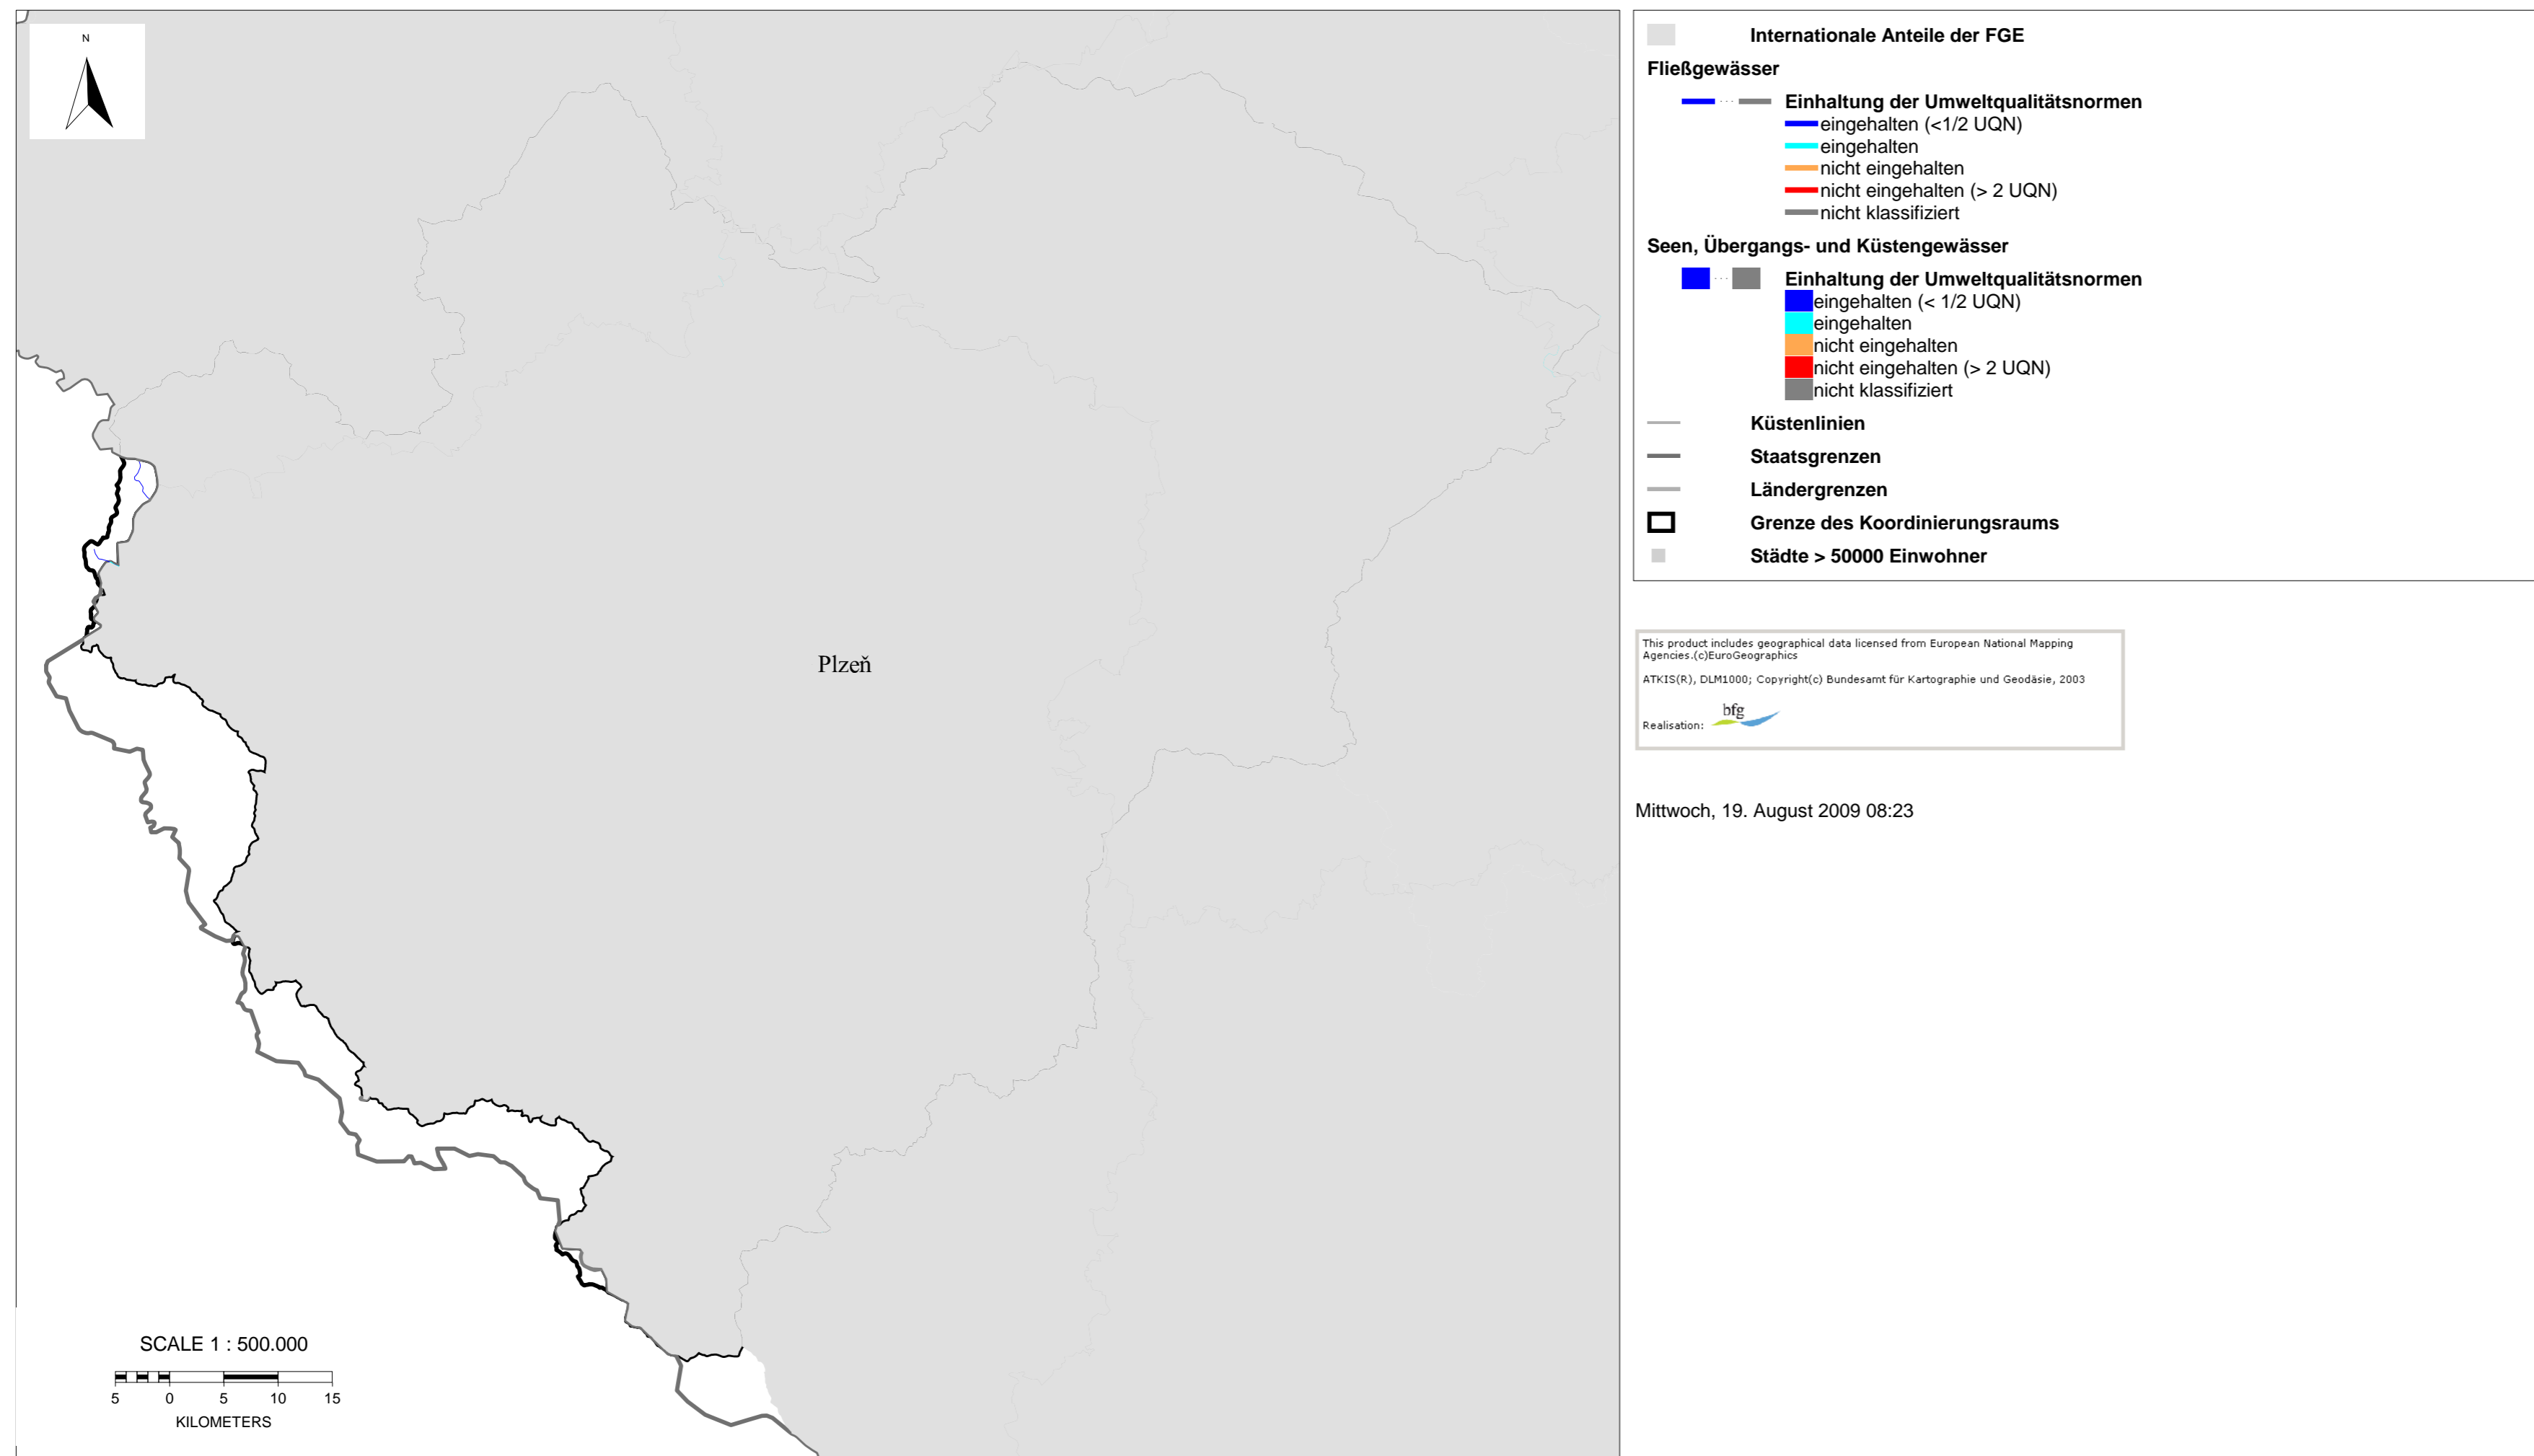 N
Plzeň
SCALE 1 : 500.000
5 0 5 10 15
KILOMETERS
Internationale Anteile der FGE
Fließgewässer
Einhaltung der Umweltqualitätsnormen
eingehalten (<1/2 UQN)
eingehalten
nicht eingehalten
nicht eingehalten (> 2 UQN)
nicht klassifiziert
Seen, Übergangs- und Küstengewässer
Einhaltung der Umweltqualitätsnormen
eingehalten (< 1/2 UQN)
eingehalten
nicht eingehalten
nicht eingehalten (> 2 UQN)
nicht klassifiziert
Küstenlinien
Staatsgrenzen
Ländergrenzen
Grenze des Koordinierungsraums
Städte > 50000 Einwohner
This product includes geographical data licensed from European National Mapping
Agencies.(c)EuroGeographics
ATKIS(R), DLM1000; Copyright(c) Bundesamt für Kartographie und Geodäsie, 2003
bfg
Realisation:
Mittwoch, 19. August 2009 08:23